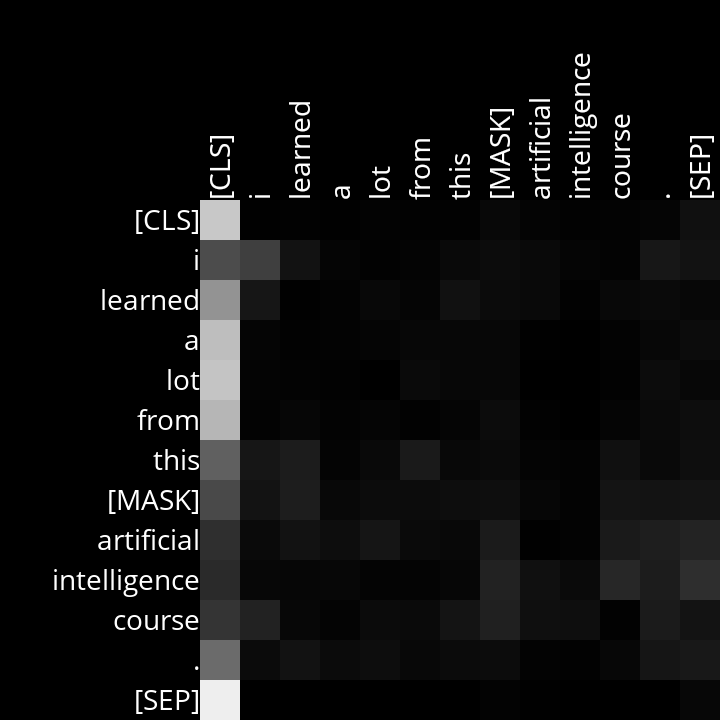 [CLS] i learned a lot from this [MASK] artificial intelligence course . [SEP]
[CLS]
i
learned
a
lot
from
this
[MASK]
artificial
intelligence
course
.
[SEP]